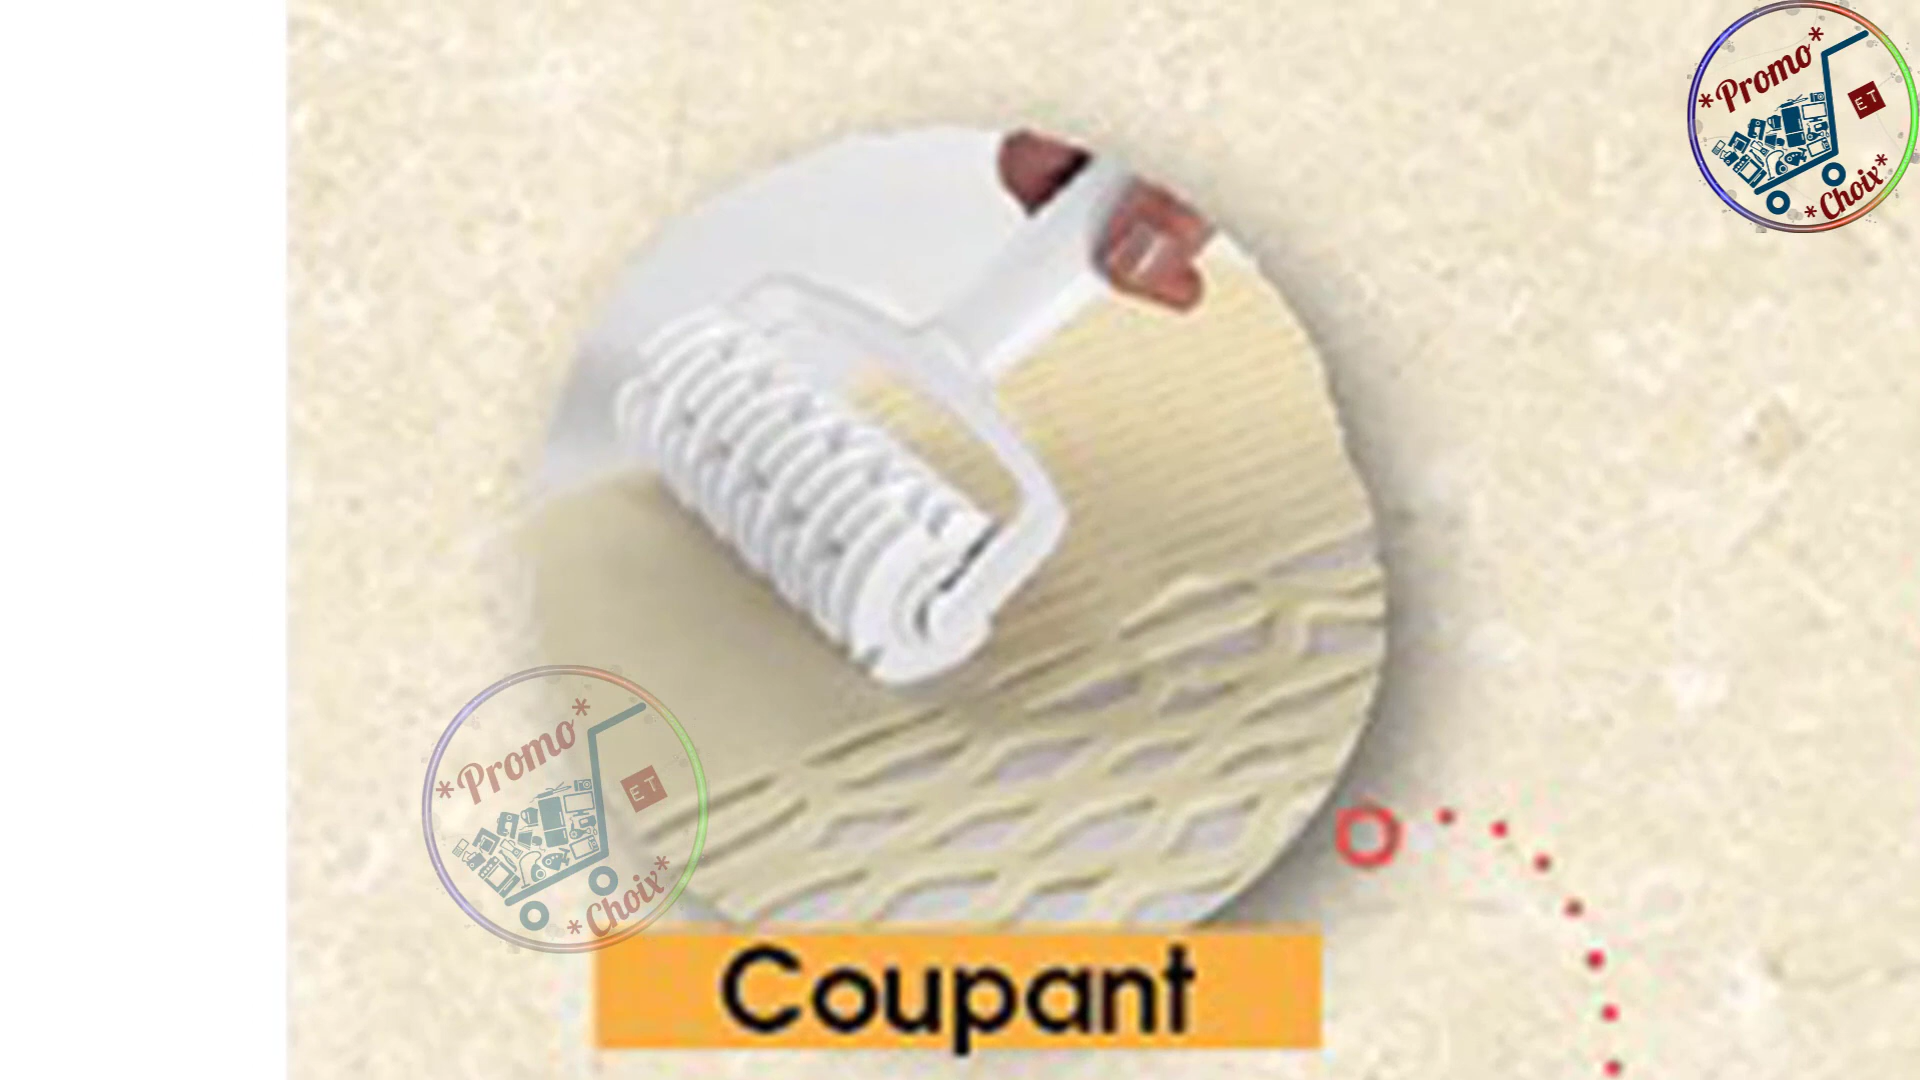 *Promo*
ET
*Choix*
*Promo*
ET
*Choix*
Coupant